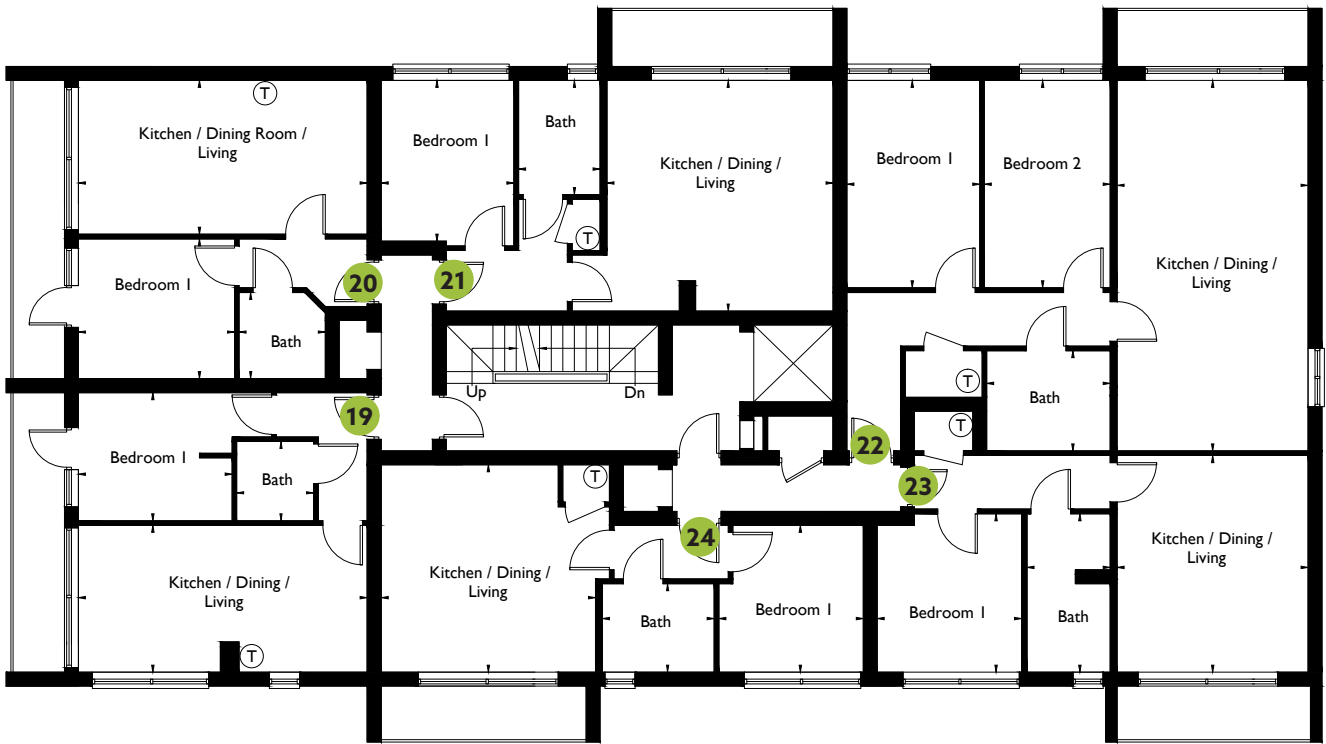 T
Kitchen / Dining Room /
Living
Bedroom 1
Bath
Kitchen / Dining /
Living
Bedroom 1
Bedroom 2
Kitchen / Dining /
Living
T
20
21
Bedroom 1
Bath
Up
Dn
T
Bath
19
22
T
Bedroom 1
Bath
T
23
24
Kitchen / Dining /
Living
Kitchen / Dining /
Living
Kitchen / Dining /
Living
Bath
Bedroom 1
Bedroom 1
Bath
T